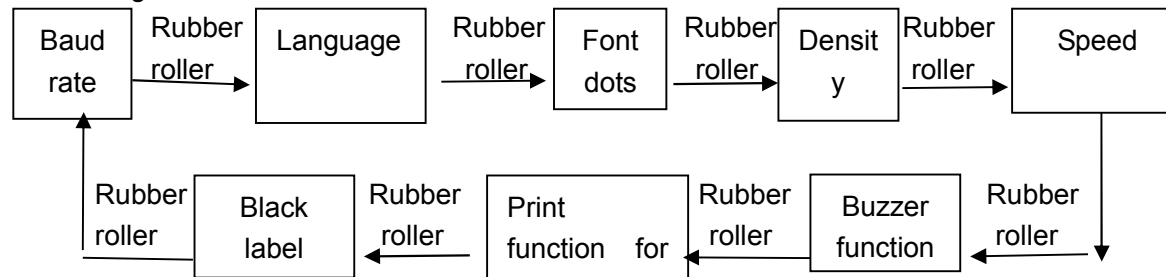 Baud
rate
Rubber
roller
Language
Rubber
roller
Font
dots
Rubber
roller
Densit
y
Rubber
roller
Speed
Rubber
roller
Black
label
Rubber
roller
Print
function for
Rubber
roller
Buzzer
function
Rubber
roller